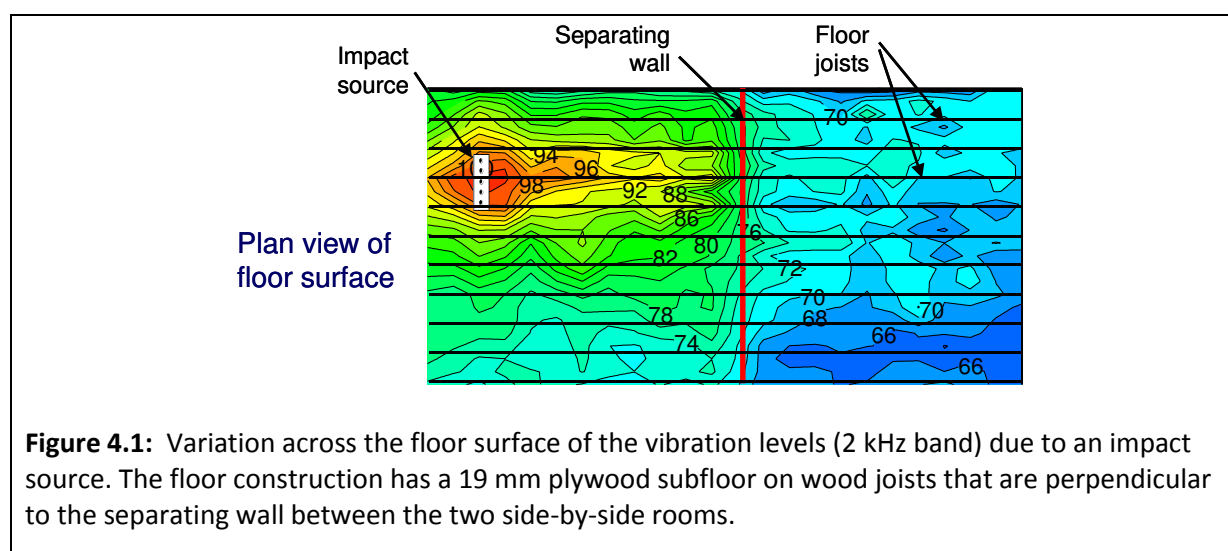 Impact
source
Separating
wall
Floor
joists
70
94
96
98
92
88
86
76
80
82
72
70
78
68
70
74
66
66
Plan view of
floor surface
Figure 4.1: Variation across the floor surface of the vibration levels (2 kHz band) due to an impact
source. The floor construction has a 19 mm plywood subfloor on wood joists that are perpendicular
to the separating wall between the two side-by-side rooms.